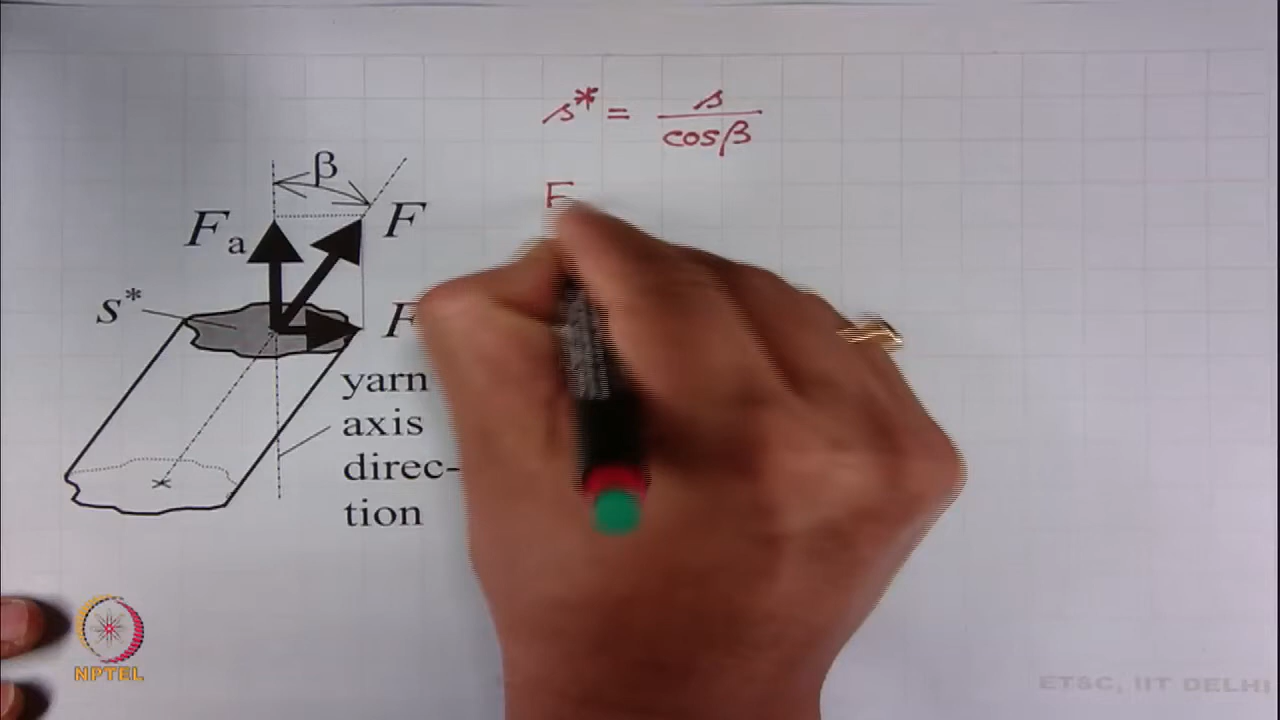 s* = s / cosβ
β
F
F
Fa
s*
F
yarn
axis
direc-
tion
NPTEL
ETSC, IIT DELHI